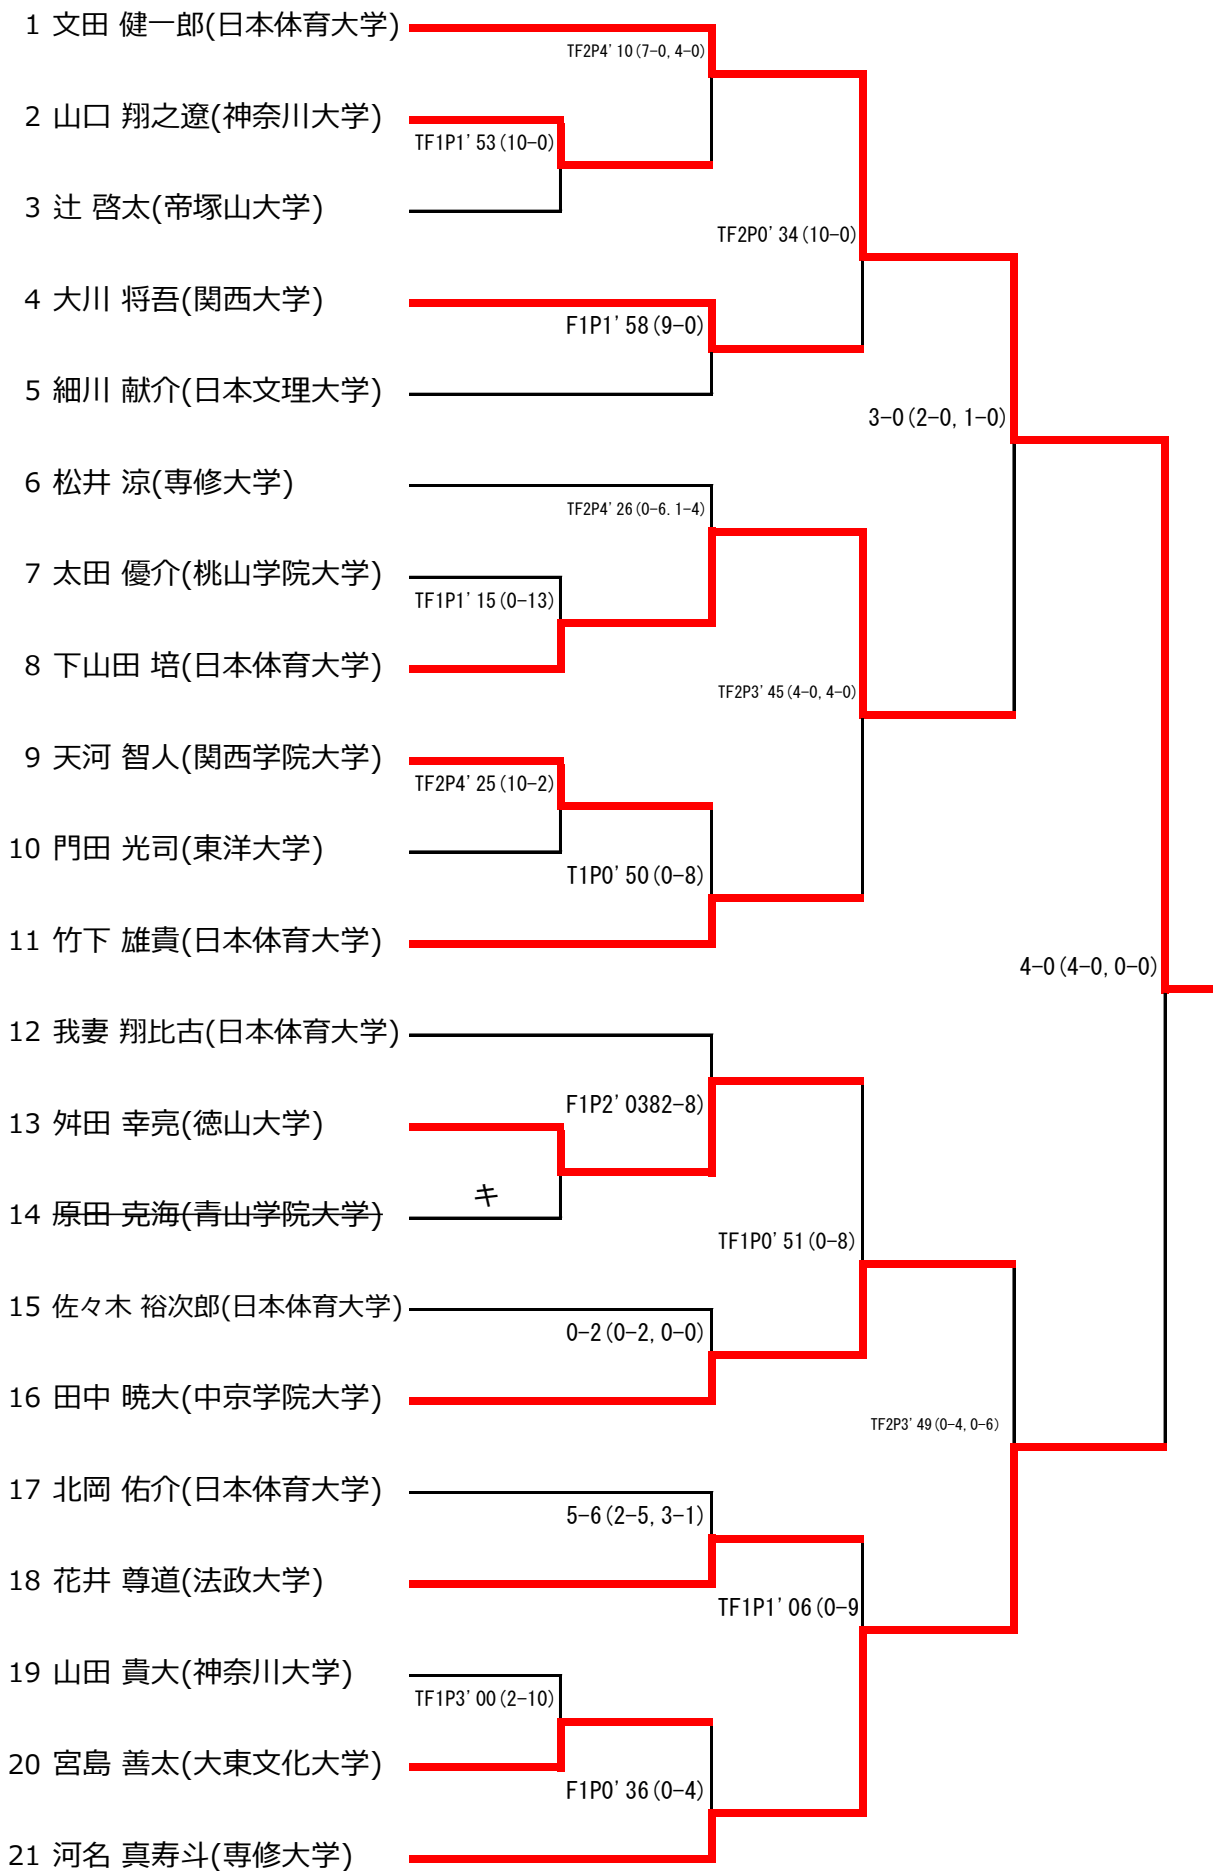 1 文田 健一郎(日本体育大学)
TF2P4'10(7-0,4-0)
2 山口 翔之遼(神奈川大学)
TF1P1'53(10-0)
3 辻 啓太(帝塚山大学)
TF2P0'34(10-0)
4 大川 将吾(関西大学)
F1P1'58(9-0)
5 細川 献介(日本文理大学)
3-0(2-0,1-0)
6 松井 涼(専修大学)
TF2P4'26(0-6.1-4)
7 太田 優介(桃山学院大学)
TF1P1'15(0-13)
8 下山田 培(日本体育大学)
TF2P3'45(4-0,4-0)
9 天河 智人(関西学院大学)
TF2P4'25(10-2)
10 門田 光司(東洋大学)
T1P0'50(0-8)
11 竹下 雄貴(日本体育大学)
4-0(4-0,0-0)
12 我妻 翔比古(日本体育大学)
F1P2'0382-8)
13 舛田 幸亮(徳山大学)
キ
14 原田 克海(青山学院大学)
TF1P0'51(0-8)
15 佐々木 裕次郎(日本体育大学)
0-2(0-2,0-0)
16 田中 暁大(中京学院大学)
TF2P3'49(0-4,0-6)
17 北岡 佑介(日本体育大学)
5-6(2-5,3-1)
18 花井 尊道(法政大学)
TF1P1'06(0-9
19 山田 貴大(神奈川大学)
TF1P3'00(2-10)
20 宮島 善太(大東文化大学)
F1P0'36(0-4)
21 河名 真寿斗(専修大学)